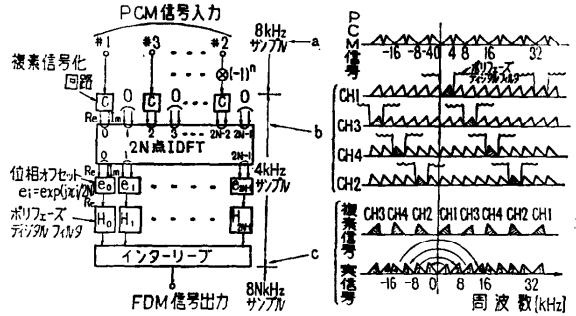 PCM信号入力
#1 #3 #2
8kHz
サンプル
a
(-1)ⁿ
複素信号化
回路
C 0 C 0 C 0
Re Im
0 1 2 3 2N-2 2N-1
b
2N点IDFT
0 1 2N-1
Re Im
4kHz
サンプル
位相オフセット
ei=exp(jπi/2N)
e₀ e₁ e2N-1
Re
ポリフェーズ
ディジタルフィルタ
H₀ H₁ H2N-1
インターリーブ
c
8NkHz
サンプル
FDM信号出力
PCM信号
-16 -8 -4 0 4 8 16 32
ポリフェーズ
ディジタルフィルタ
CH1
CH3
CH4
CH2
複素信号
CH3 CH4 CH2 CH1 CH3 CH4 CH2 CH1
実信号
-16 -8 0 8 16 32
周波数[kHz]